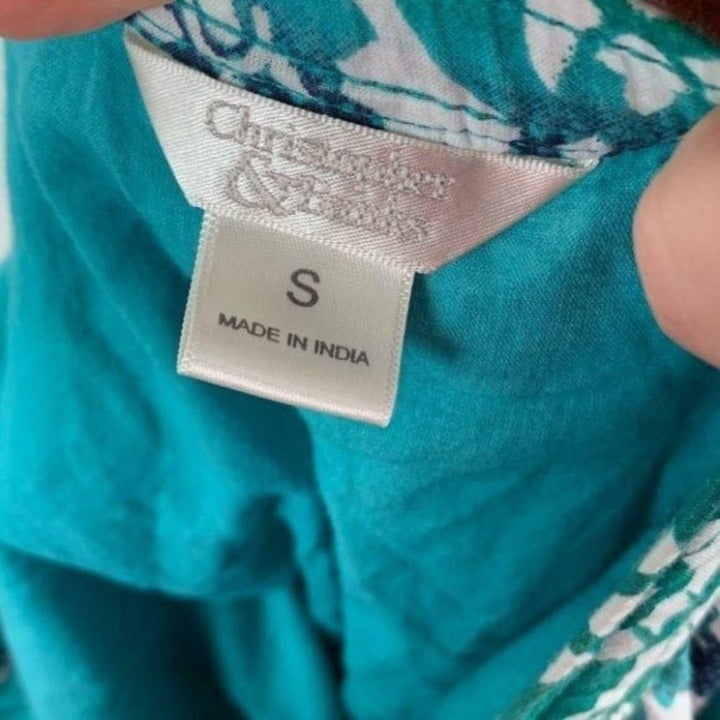 Christopher
& Banks
S
MADE IN INDIA